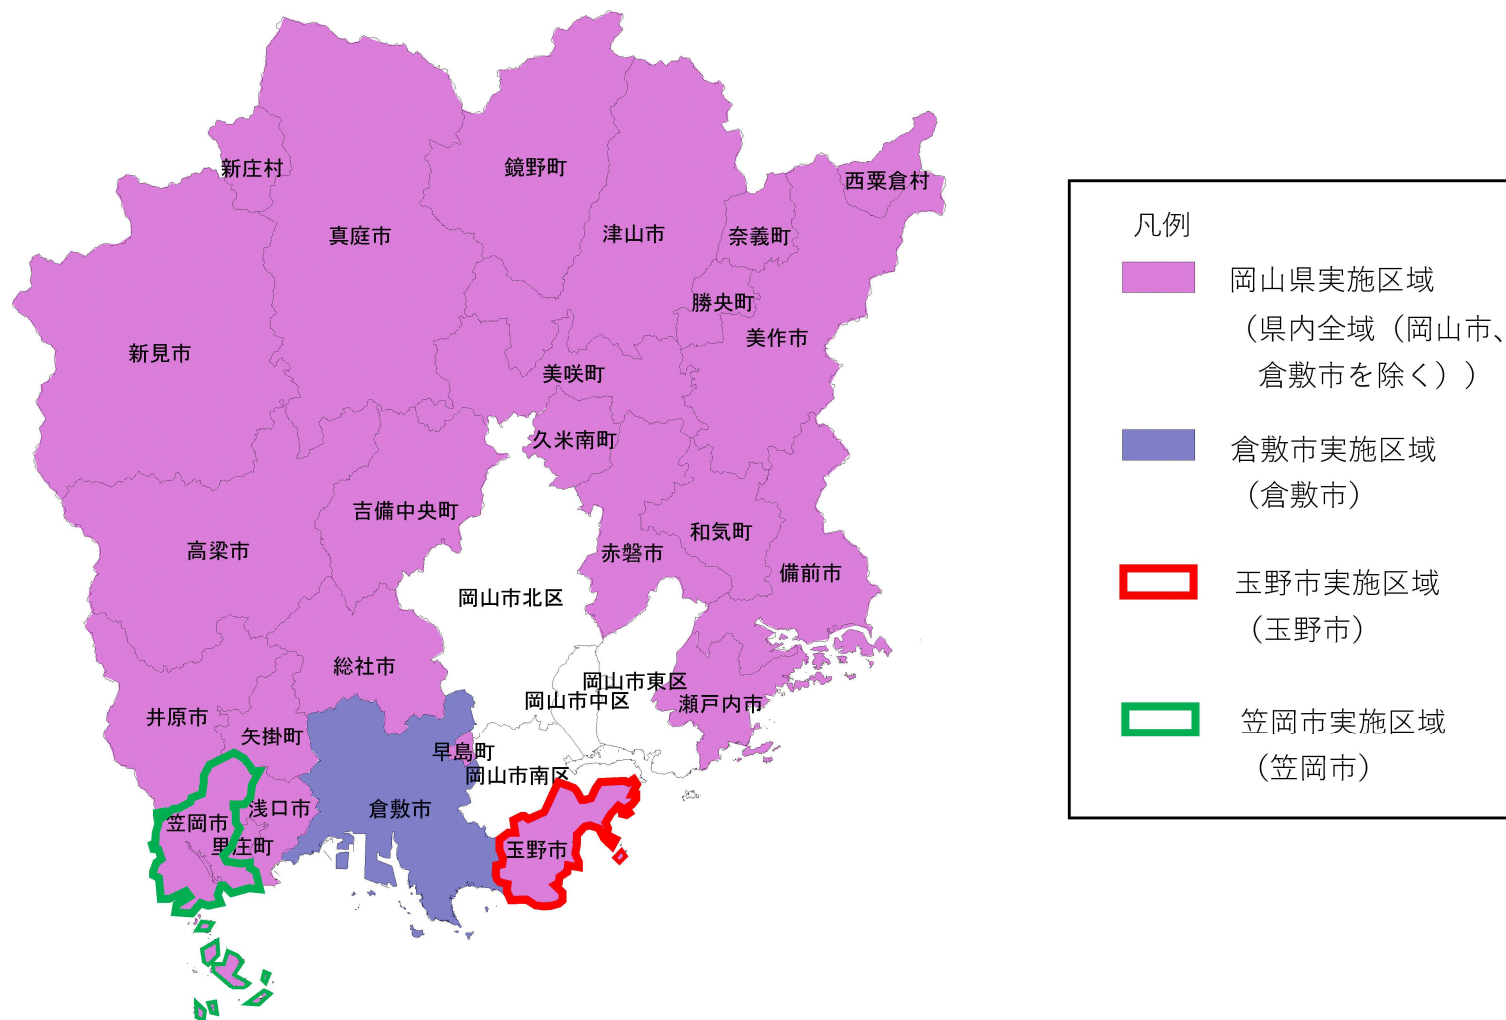 新庄村
鏡野町
西粟倉村
真庭市
津山市
奈義町
勝央町
美作市
新見市
美咲町
久米南町
吉備中央町
和気町
高梁市
赤磐市
備前市
岡山市北区
総社市
岡山市東区
岡山市中区
瀬戸内市
井原市
矢掛町
早島町
岡山市南区
浅口市
倉敷市
笠岡市
里庄町
玉野市
凡例
岡山県実施区域
（県内全域（岡山市、
倉敷市を除く））
倉敷市実施区域
（倉敷市）
玉野市実施区域
（玉野市）
笠岡市実施区域
（笠岡市）